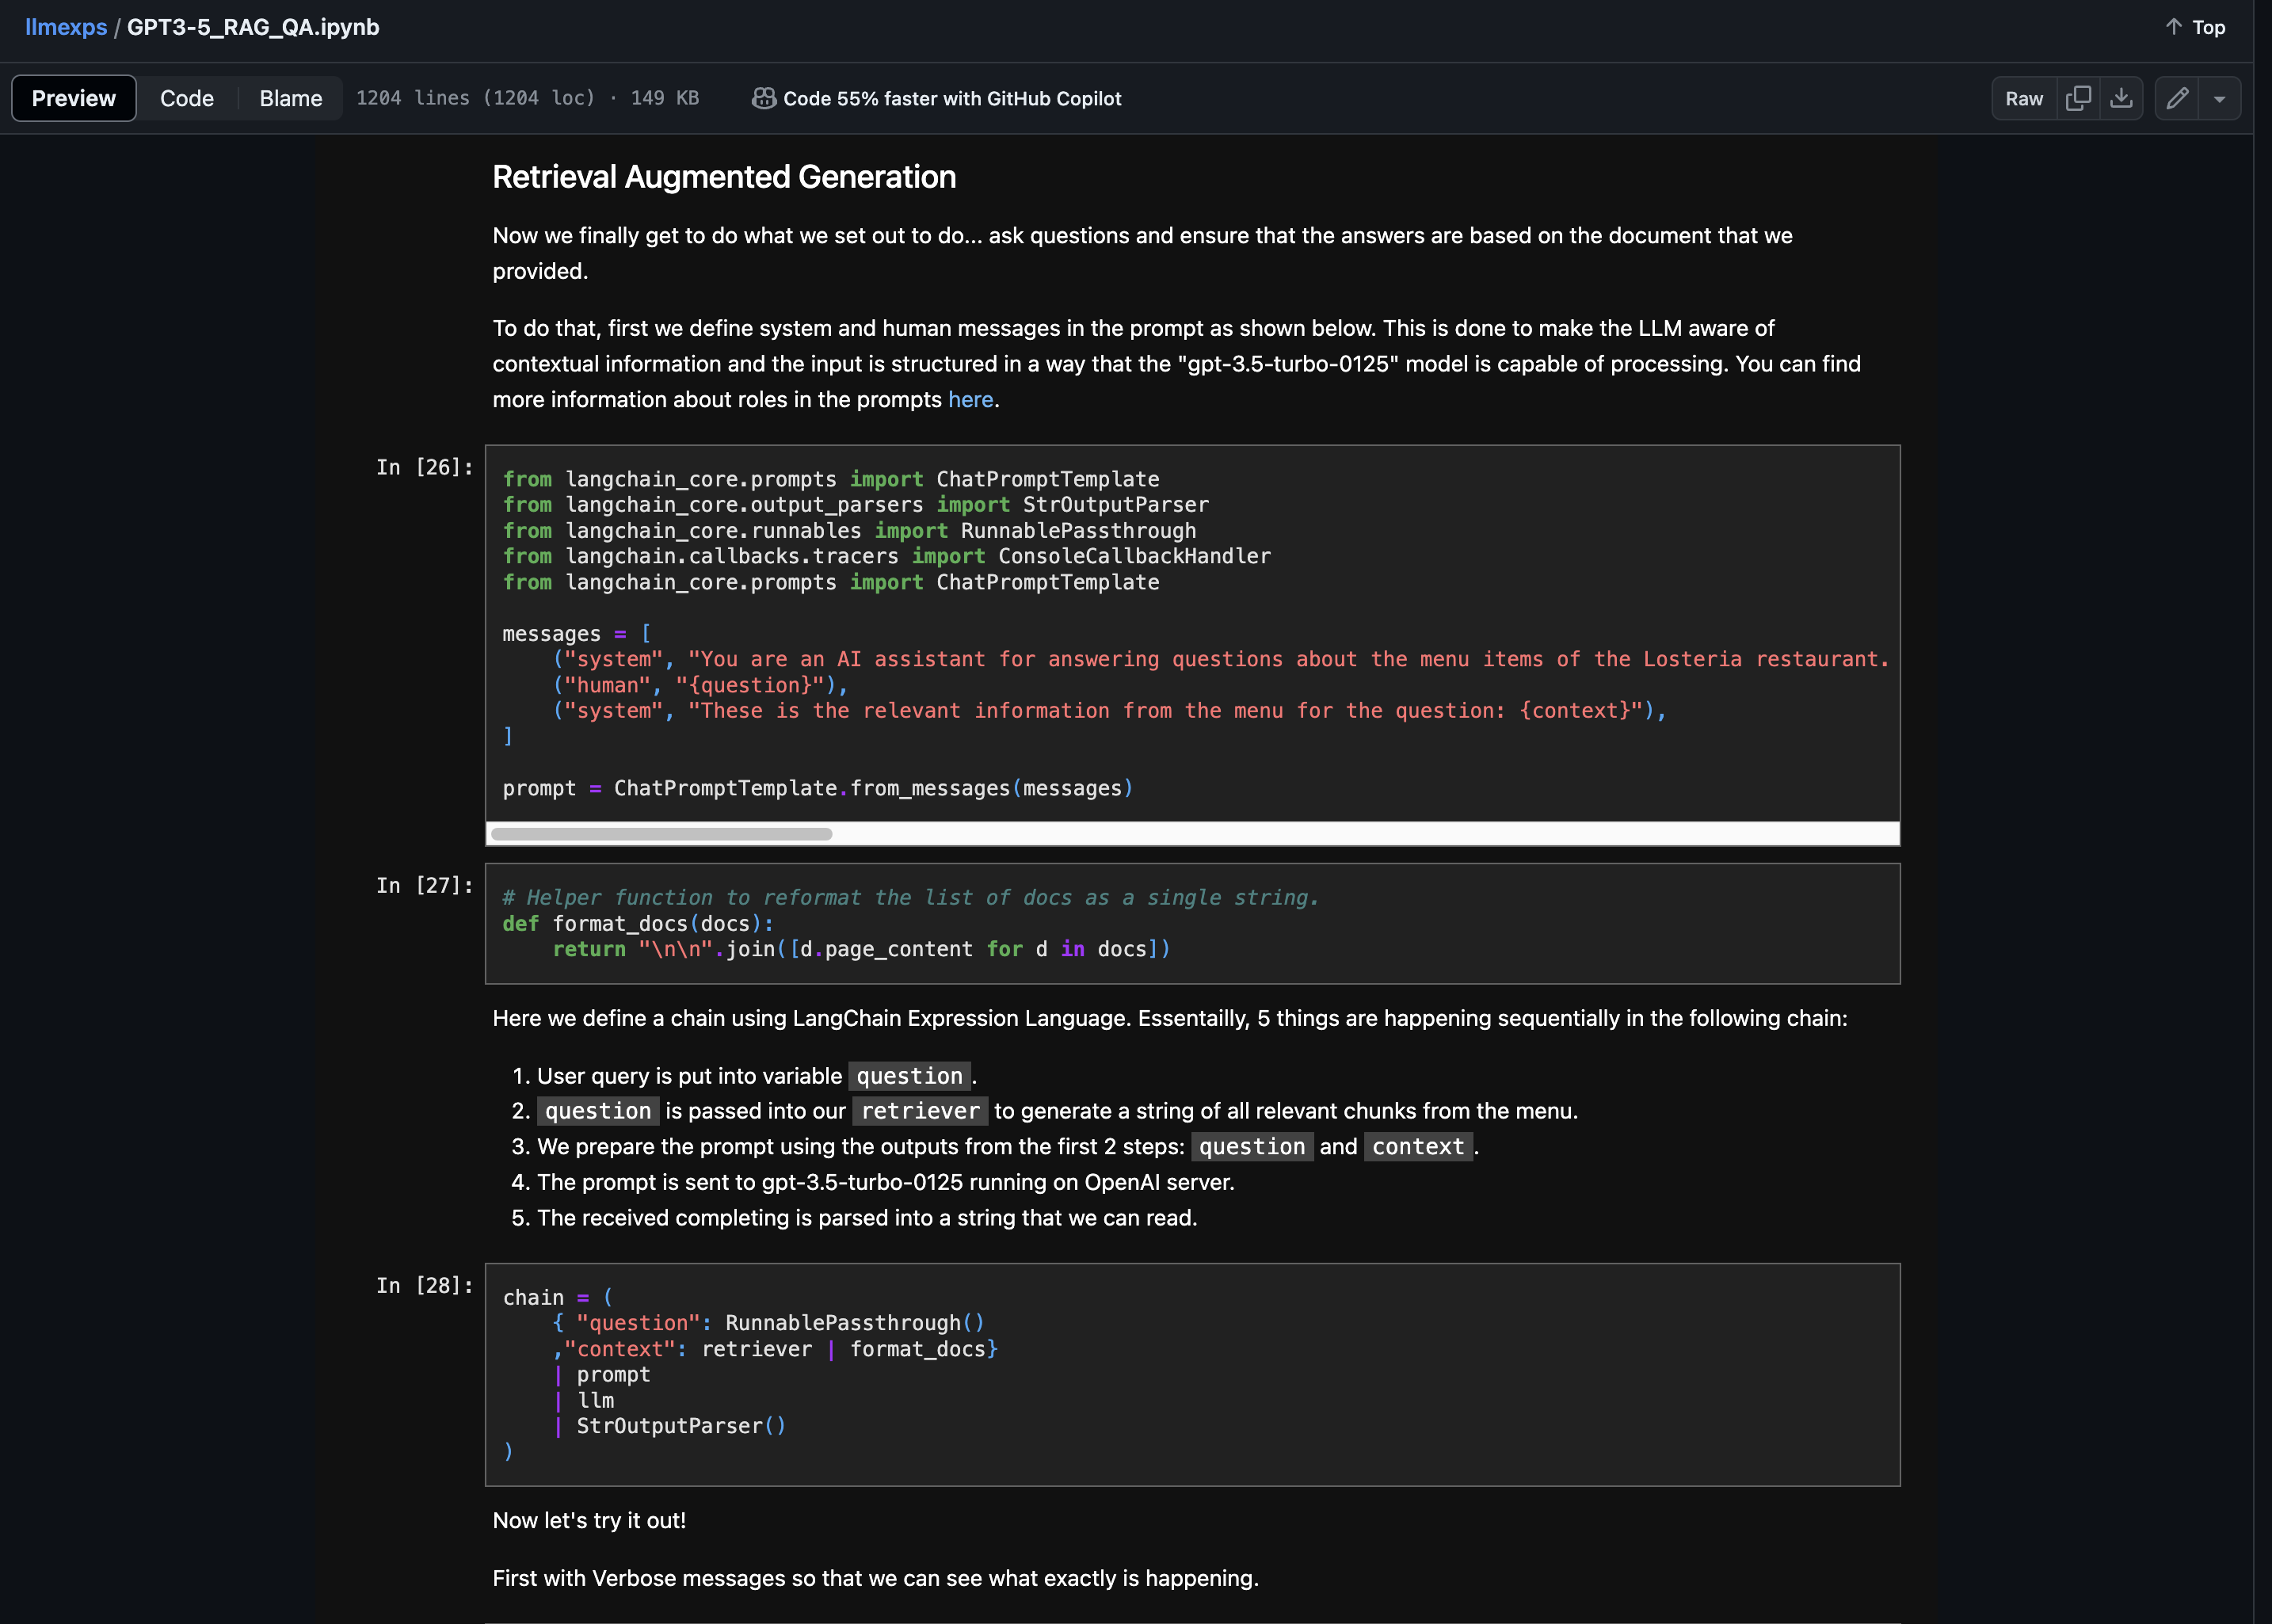 llmexps / GPT3-5_RAG_QA.ipynb
Top
Preview Code Blame 1204 lines (1204 loc) · 149 KB Code 55% faster with GitHub Copilot Raw
Retrieval Augmented Generation
Now we finally get to do what we set out to do... ask questions and ensure that the answers are based on the document that we
provided.
To do that, first we define system and human messages in the prompt as shown below. This is done to make the LLM aware of
contextual information and the input is structured in a way that the "gpt-3.5-turbo-0125" model is capable of processing. You can find
more information about roles in the prompts here.
In [26]:
from langchain_core.prompts import ChatPromptTemplate
from langchain_core.output_parsers import StrOutputParser
from langchain_core.runnables import RunnablePassthrough
from langchain.callbacks.tracers import ConsoleCallbackHandler
from langchain_core.prompts import ChatPromptTemplate
messages = [
    ("system", "You are an AI assistant for answering questions about the menu items of the Losteria restaurant.
    ("human", "{question}"),
    ("system", "These is the relevant information from the menu for the question: {context}"),
]
prompt = ChatPromptTemplate.from_messages(messages)
In [27]:
# Helper function to reformat the list of docs as a single string.
def format_docs(docs):
    return "\n\n".join([d.page_content for d in docs])
Here we define a chain using LangChain Expression Language. Essentailly, 5 things are happening sequentially in the following chain:
1. User query is put into variable question .
2. question is passed into our retriever to generate a string of all relevant chunks from the menu.
3. We prepare the prompt using the outputs from the first 2 steps: question and context .
4. The prompt is sent to gpt-3.5-turbo-0125 running on OpenAI server.
5. The received completing is parsed into a string that we can read.
In [28]:
chain = (
    { "question": RunnablePassthrough()
    ,"context": retriever | format_docs}
    | prompt
    | llm
    | StrOutputParser()
)
Now let's try it out!
First with Verbose messages so that we can see what exactly is happening.